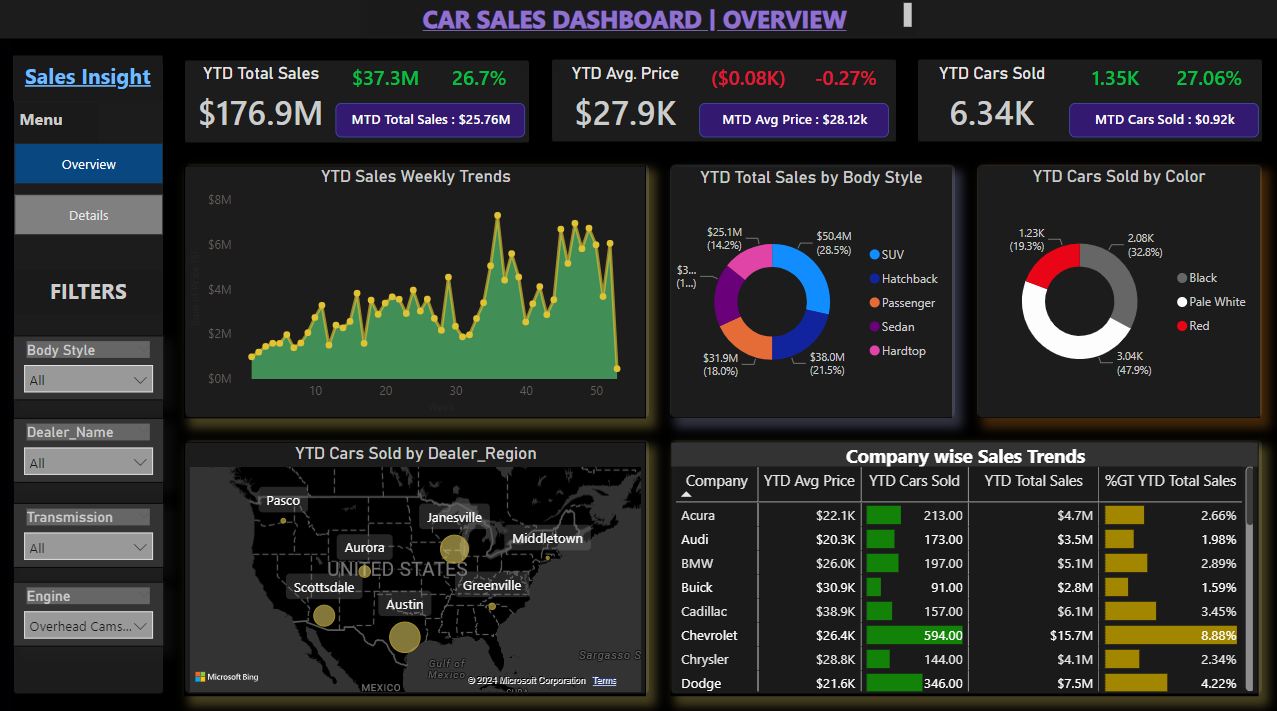 CAR SALES DASHBOARD | OVERVIEW
Sales Insight
Menu
Overview
Details
FILTERS
Body Style
All
Dealer_Name
All
Transmission
All
Engine
Overhead Cams...
YTD Total Sales
$37.3M
26.7%
$176.9M
MTD Total Sales : $25.76M
YTD Avg. Price
($0.08K)
-0.27%
$27.9K
MTD Avg Price : $28.12k
YTD Cars Sold
1.35K
27.06%
6.34K
MTD Cars Sold : $0.92k
YTD Sales Weekly Trends
$8M
$6M
$4M
$2M
$0M
10 20 30 40 50
Week
YTD Total Sales by Body Style
$25.1M
(14.2%)
$50.4M
(28.5%)
$3...
(1...)
$31.9M
(18.0%)
$38.0M
(21.5%)
SUV
Hatchback
Passenger
Sedan
Hardtop
YTD Cars Sold by Color
1.23K
(19.3%)
2.08K
(32.8%)
3.04K
(47.9%)
Black
Pale White
Red
YTD Cars Sold by Dealer_Region
Pasco
Janesville
Middletown
Aurora
UNITED STATES
Scottsdale
Greenville
Austin
Gulf of
Mexico
Sargasso S
MEXICO
CUBA
Microsoft Bing
© 2024 Microsoft Corporation Terms
Company wise Sales Trends
Company YTD Avg Price YTD Cars Sold YTD Total Sales %GT YTD Total Sales
Acura $22.1K 213.00 $4.7M 2.66%
Audi $20.3K 173.00 $3.5M 1.98%
BMW $26.0K 197.00 $5.1M 2.89%
Buick $30.9K 91.00 $2.8M 1.59%
Cadillac $38.9K 157.00 $6.1M 3.45%
Chevrolet $26.4K 594.00 $15.7M 8.88%
Chrysler $28.8K 144.00 $4.1M 2.34%
Dodge $21.6K 346.00 $7.5M 4.22%